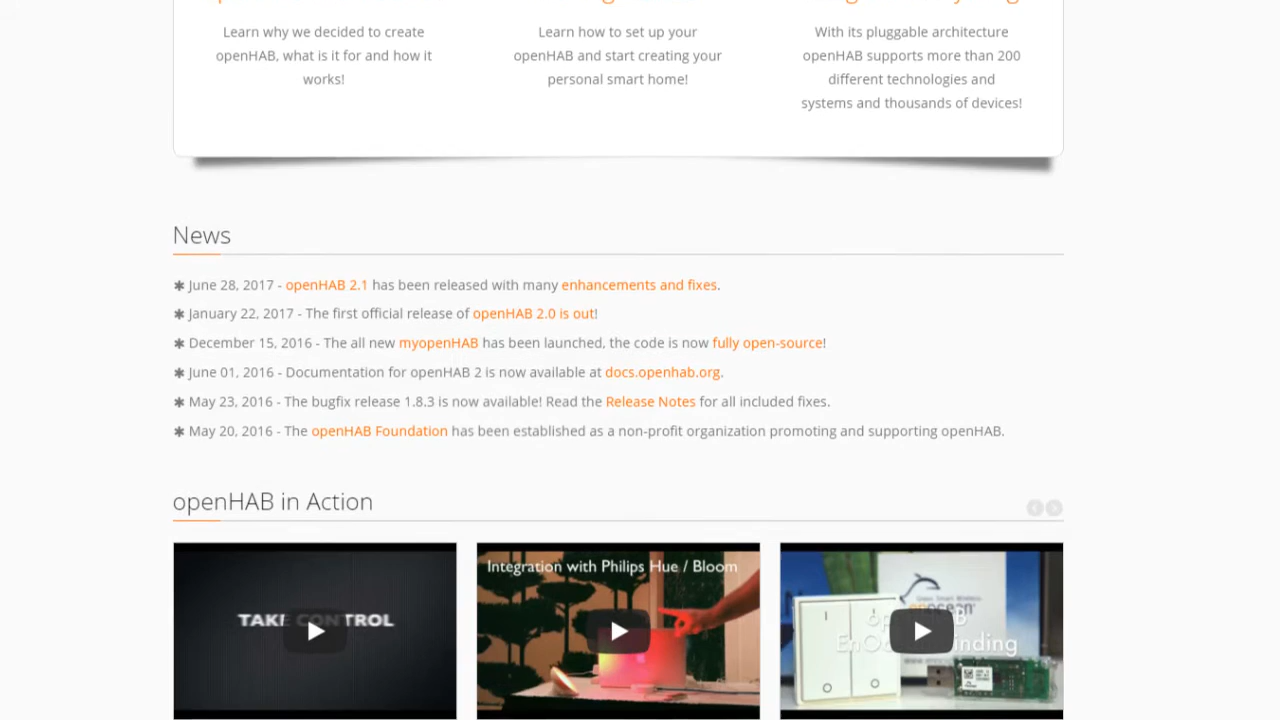 Learn why we decided to create
openHAB, what is it for and how it
works!
Learn how to set up your
openHAB and start creating your
personal smart home!
With its pluggable architecture
openHAB supports more than 200
different technologies and
systems and thousands of devices!
News
✱ June 28, 2017 - openHAB 2.1 has been released with many enhancements and fixes.
✱ January 22, 2017 - The first official release of openHAB 2.0 is out!
✱ December 15, 2016 - The all new myopenHAB has been launched, the code is now fully open-source!
✱ June 01, 2016 - Documentation for openHAB 2 is now available at docs.openhab.org.
✱ May 23, 2016 - The bugfix release 1.8.3 is now available! Read the Release Notes for all included fixes.
✱ May 20, 2016 - The openHAB Foundation has been established as a non-profit organization promoting and supporting openHAB.
openHAB in Action
TAKE CONTROL
Integration with Philips Hue / Bloom